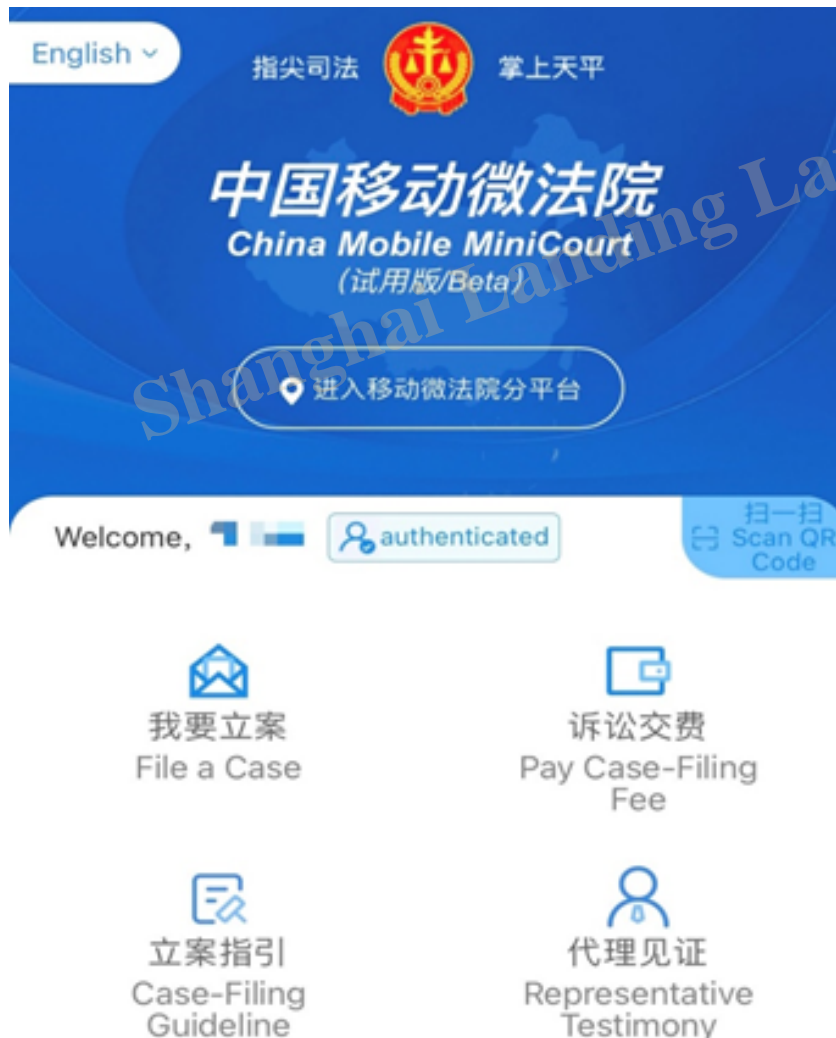 English
指尖司法 掌上天平
中国移动微法院
China Mobile MiniCourt
(试用版/Beta)
Shanghai Landing La
进入移动微法院分平台
Welcome,
authenticated
扫一扫
Scan QR
Code
我要立案
File a Case
诉讼交费
Pay Case-Filing
Fee
立案指引
Case-Filing
Guideline
代理见证
Representative
Testimony